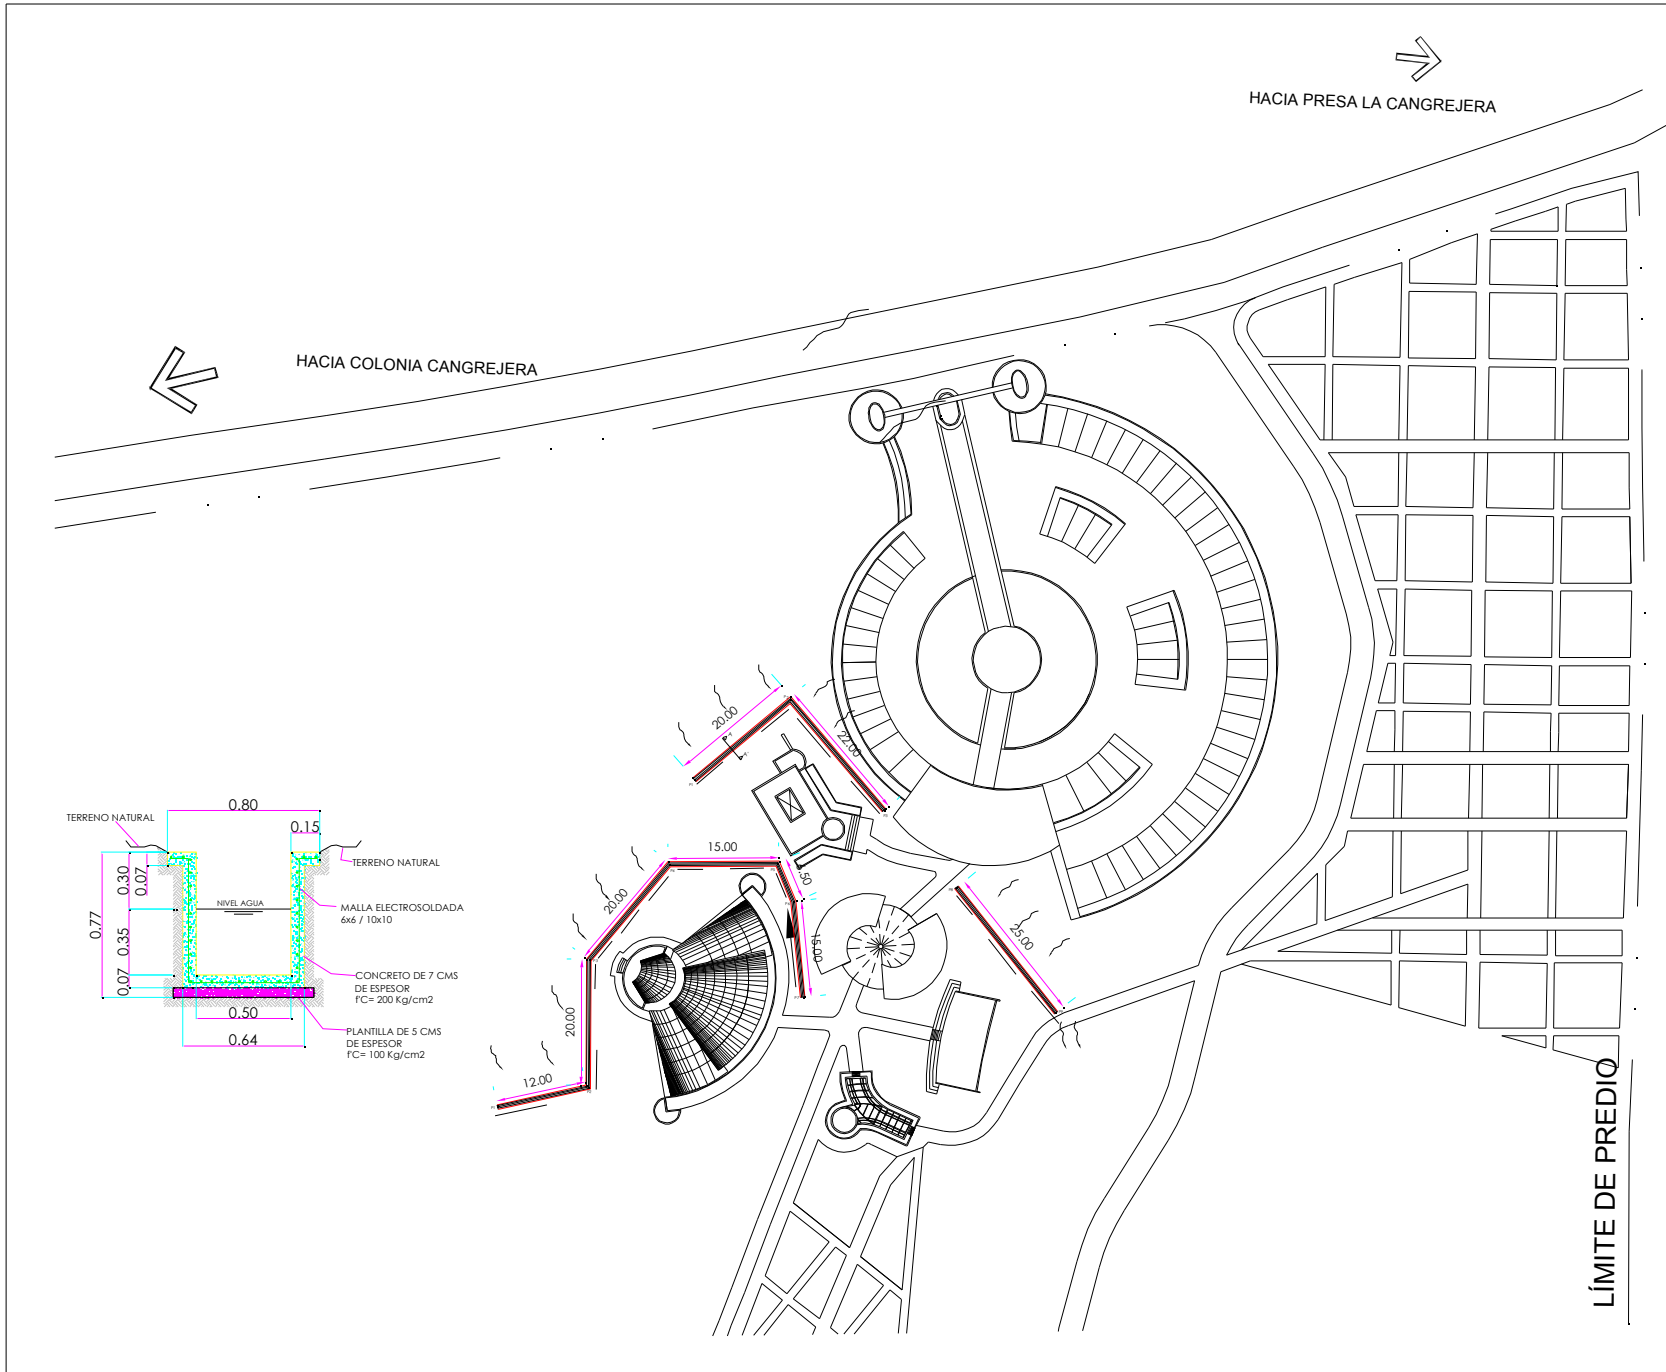 HACIA PRESA LA CANGREJERA
HACIA COLONIA CANGREJERA
20.00
22.00
0.80
TERRENO NATURAL
0.15
TERRENO NATURAL
0.30
0.07
NIVEL AGUA
MALLA ELECTROSOLDADA
6x6 / 10x10
0.77
0.35
CONCRETO DE 7 CMS
DE ESPESOR
f'C= 200 Kg/cm2
0.07
0.50
PLANTILLA DE 5 CMS
DE ESPESOR
f'C= 100 Kg/cm2
0.64
15.00
20.00
15.00
25.00
20.00
12.00
LÍMITE DE PREDIO